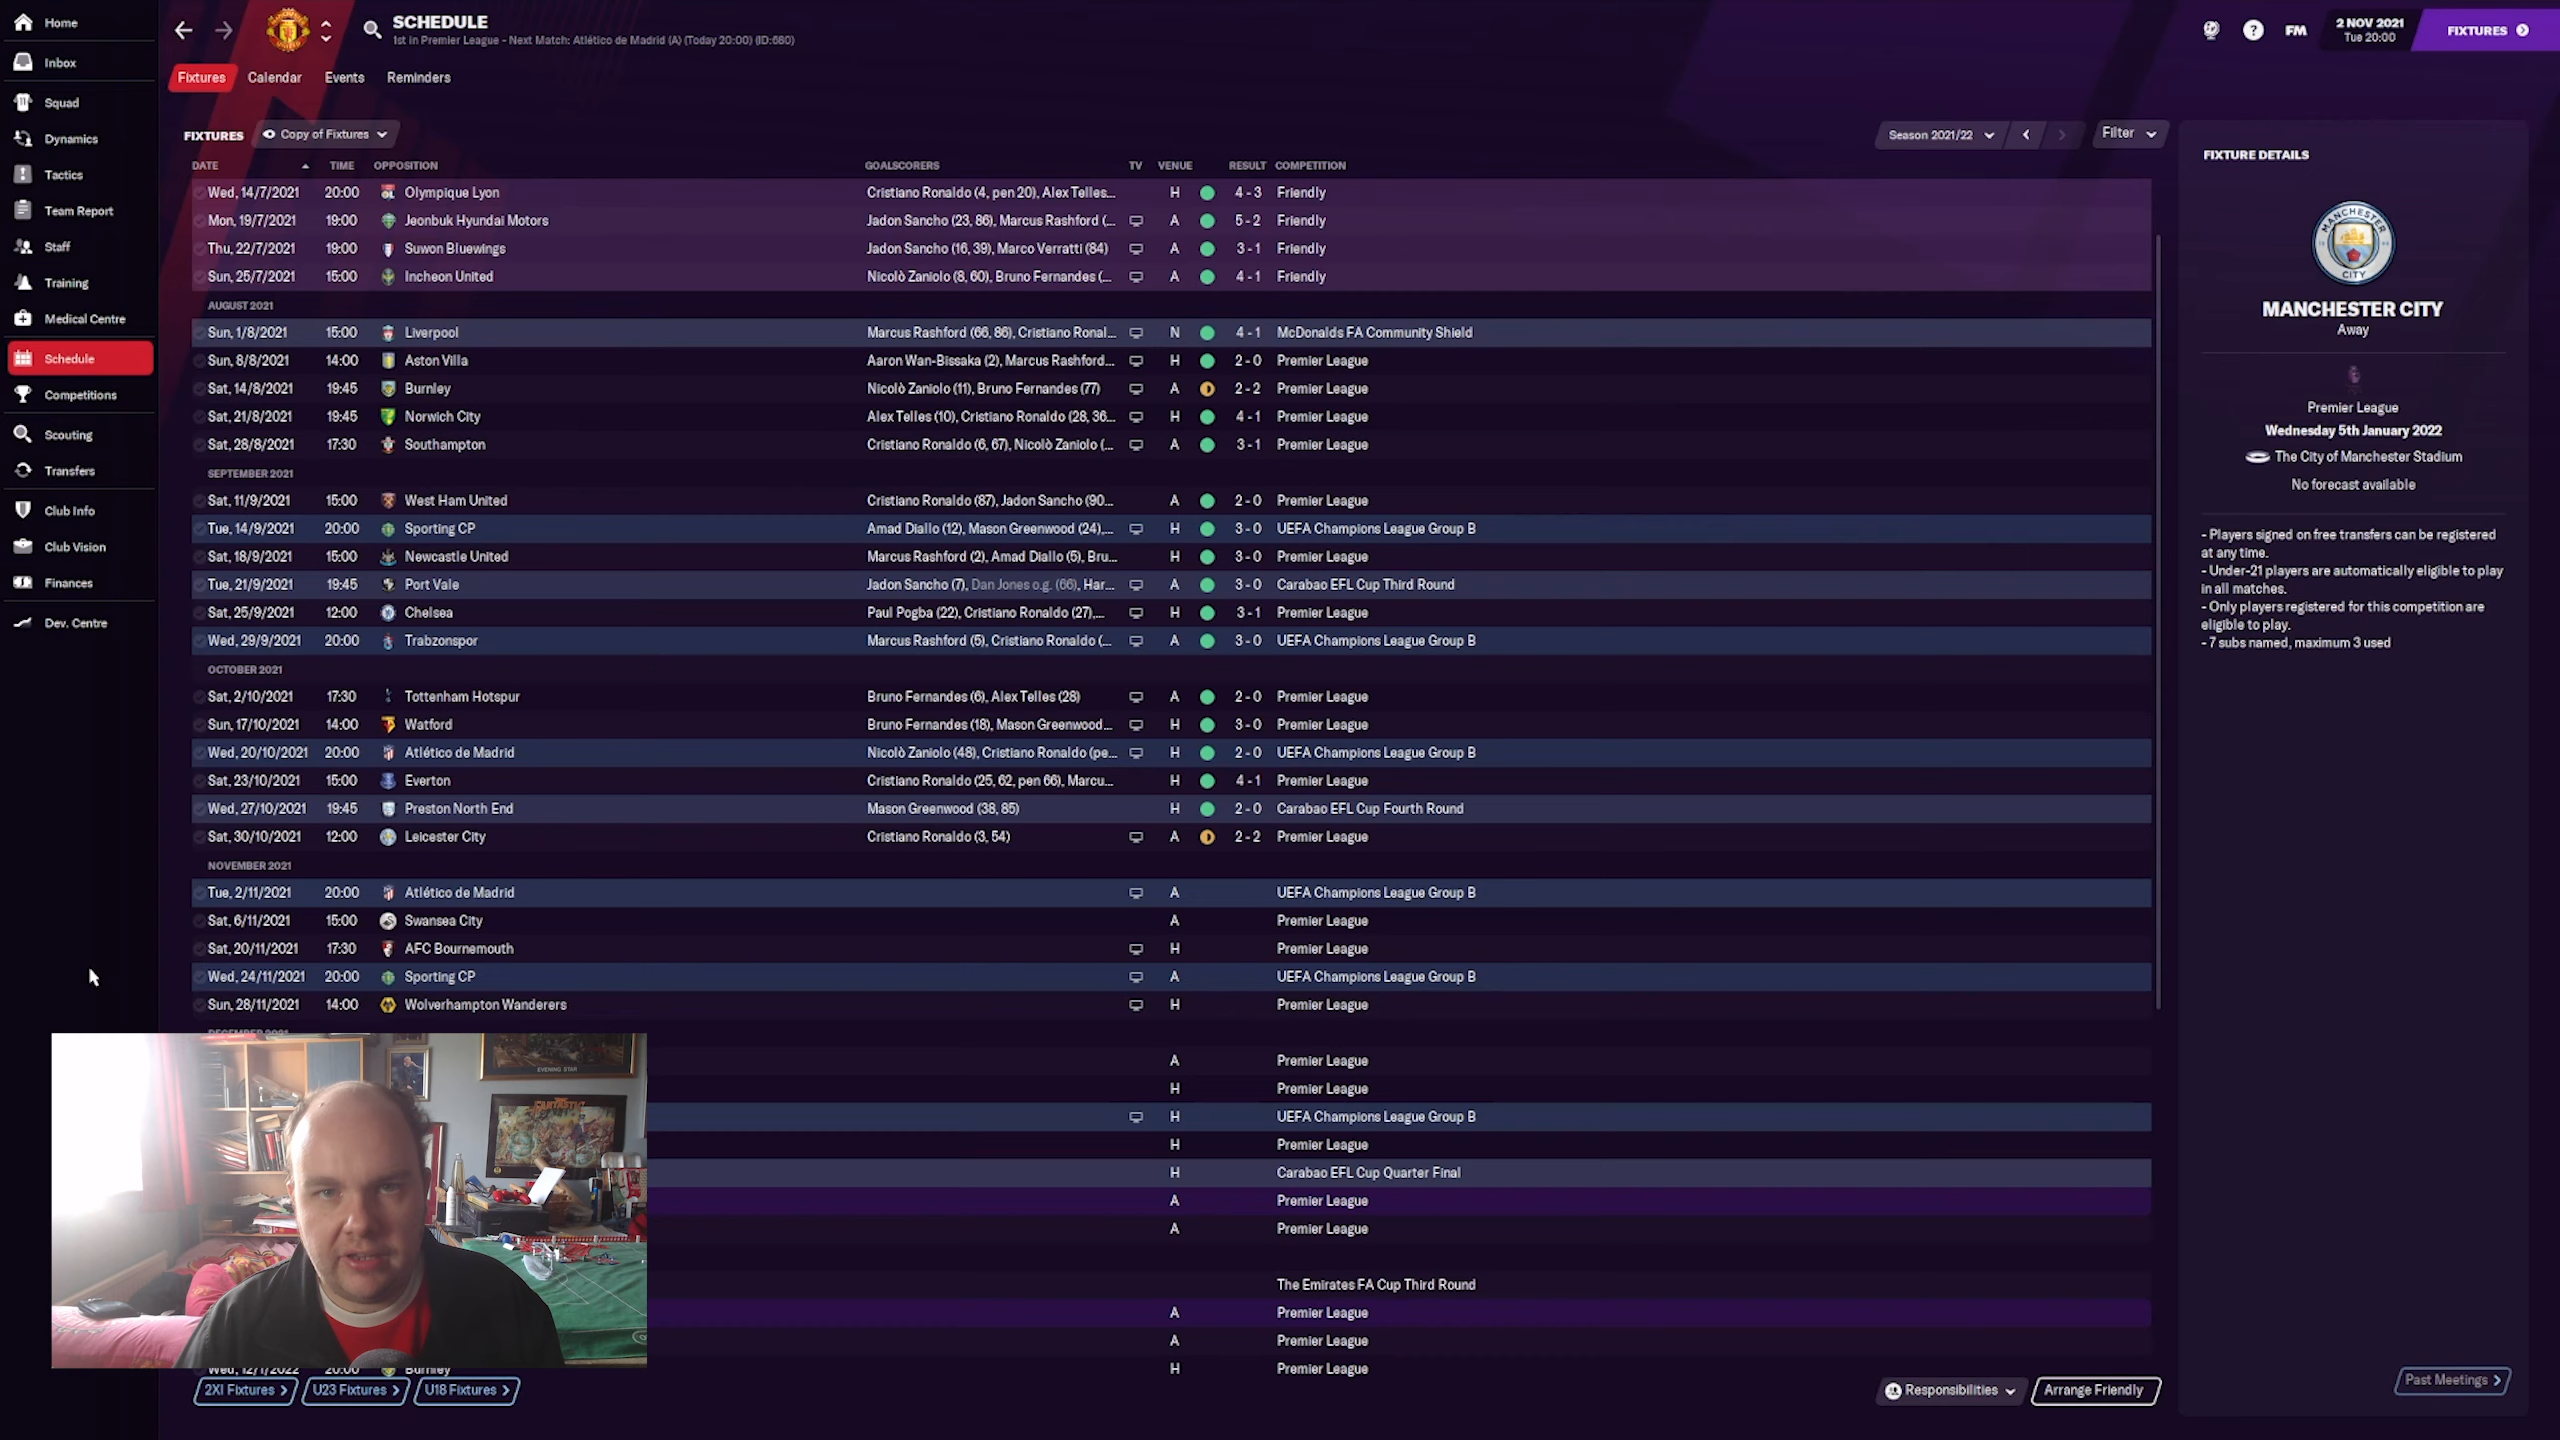 Home
Inbox
Squad
Dynamics
Tactics
Team Report
Staff
Training
Medical Centre
Schedule
Competitions
Scouting
Transfers
Club Info
Club Vision
Finances
Dev. Centre
SCHEDULE
1st in Premier League - Next Match: Atlético de Madrid (A) (Today 20:00) (ID:680)
FM
2 NOV 2021
Tue 20:00
FIXTURES
Fixtures Calendar Events Reminders
FIXTURES Copy of Fixtures
Season 2021/22
Filter
DATE TIME OPPOSITION GOALSCORERS TV VENUE RESULT COMPETITION
Wed, 14/7/2021 20:00 Olympique Lyon Cristiano Ronaldo (4, pen 20), Alex Telles... H 4 - 3 Friendly
Mon, 19/7/2021 19:00 Jeonbuk Hyundai Motors Jadon Sancho (23, 86), Marcus Rashford (... A 5 - 2 Friendly
Thu, 22/7/2021 19:00 Suwon Bluewings Jadon Sancho (16, 39), Marco Verratti (84) A 3 - 1 Friendly
Sun, 25/7/2021 15:00 Incheon United Nicolò Zaniolo (8, 60), Bruno Fernandes (... A 4 - 1 Friendly
AUGUST 2021
Sun, 1/8/2021 15:00 Liverpool Marcus Rashford (66, 86), Cristiano Ronal... N 4 - 1 McDonalds FA Community Shield
Sun, 8/8/2021 14:00 Aston Villa Aaron Wan-Bissaka (2), Marcus Rashford... H 2 - 0 Premier League
Sat, 14/8/2021 19:45 Burnley Nicolò Zaniolo (11), Bruno Fernandes (77) A 2 - 2 Premier League
Sat, 21/8/2021 19:45 Norwich City Alex Telles (10), Cristiano Ronaldo (28, 36... H 4 - 1 Premier League
Sat, 28/8/2021 17:30 Southampton Cristiano Ronaldo (6, 67), Nicolò Zaniolo (... A 3 - 1 Premier League
SEPTEMBER 2021
Sat, 11/9/2021 15:00 West Ham United Cristiano Ronaldo (87), Jadon Sancho (90... A 2 - 0 Premier League
Tue, 14/9/2021 20:00 Sporting CP Amad Diallo (12), Mason Greenwood (24),... H 3 - 0 UEFA Champions League Group B
Sat, 18/9/2021 15:00 Newcastle United Marcus Rashford (2), Amad Diallo (5), Bru... H 3 - 0 Premier League
Tue, 21/9/2021 19:45 Port Vale Jadon Sancho (7), Dan Jones o.g. (66), Har... A 3 - 0 Carabao EFL Cup Third Round
Sat, 25/9/2021 12:00 Chelsea Paul Pogba (22), Cristiano Ronaldo (27),... H 3 - 1 Premier League
Wed, 29/9/2021 20:00 Trabzonspor Marcus Rashford (5), Cristiano Ronaldo (... A 3 - 0 UEFA Champions League Group B
OCTOBER 2021
Sat, 2/10/2021 17:30 Tottenham Hotspur Bruno Fernandes (6), Alex Telles (28) A 2 - 0 Premier League
Sun, 17/10/2021 14:00 Watford Bruno Fernandes (18), Mason Greenwood... H 3 - 0 Premier League
Wed, 20/10/2021 20:00 Atlético de Madrid Nicolò Zaniolo (48), Cristiano Ronaldo (pe... H 2 - 0 UEFA Champions League Group B
Sat, 23/10/2021 15:00 Everton Cristiano Ronaldo (25, 62, pen 66), Marcu... H 4 - 1 Premier League
Wed, 27/10/2021 19:45 Preston North End Mason Greenwood (38, 85) H 2 - 0 Carabao EFL Cup Fourth Round
Sat, 30/10/2021 12:00 Leicester City Cristiano Ronaldo (3, 54) A 2 - 2 Premier League
NOVEMBER 2021
Tue, 2/11/2021 20:00 Atlético de Madrid A UEFA Champions League Group B
Sat, 6/11/2021 15:00 Swansea City A Premier League
Sat, 20/11/2021 17:30 AFC Bournemouth H Premier League
Wed, 24/11/2021 20:00 Sporting CP A UEFA Champions League Group B
Sun, 28/11/2021 14:00 Wolverhampton Wanderers H Premier League
DECEMBER 2021
A Premier League
H Premier League
H UEFA Champions League Group B
H Premier League
H Carabao EFL Cup Quarter Final
A Premier League
A Premier League
The Emirates FA Cup Third Round
A Premier League
A Premier League
Wed, 12/1/2022 20:00 Burnley H Premier League
EVENING STAR
FANTASTIC
2XI Fixtures U23 Fixtures U18 Fixtures
Responsibilities Arrange Friendly
FIXTURE DETAILS
MANCHESTER
CITY
MANCHESTER CITY
Away
Premier League
Wednesday 5th January 2022
The City of Manchester Stadium
No forecast available
- Players signed on free transfers can be registered
at any time.
- Under-21 players are automatically eligible to play
in all matches.
- Only players registered for this competition are
eligible to play.
- 7 subs named, maximum 3 used
Past Meetings